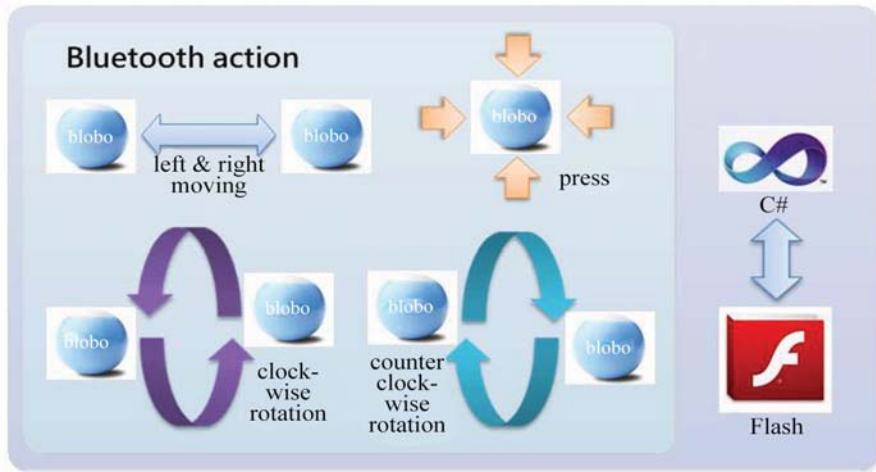 Bluetooth action
blobo
blobo
left & right
moving
blobo
press
blobo
blobo
clock-
wise
rotation
blobo
counter
clock-
wise
rotation
blobo
TM
C#
Flash